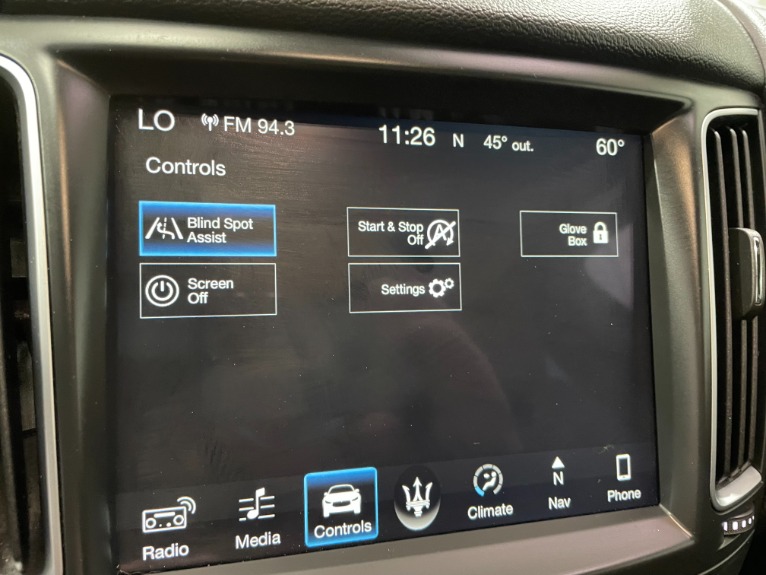 LO FM 94.3 11:26 N 45° out. 60°
Controls
Blind Spot
Assist
Start & Stop
Off
Glove
Box
Screen
Off
Settings
Radio
Media
Controls
Climate
N
Nav
Phone